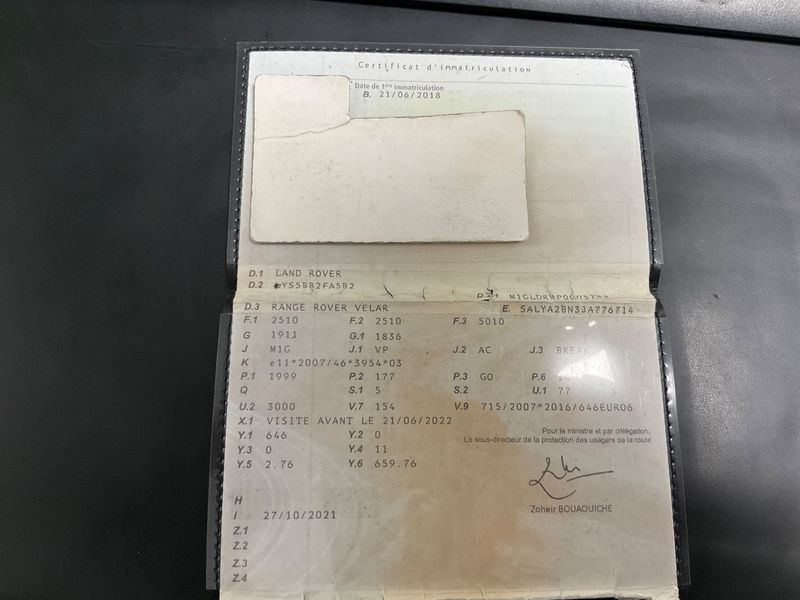 Certificat d'immatriculation
Date de 1ère immatriculation
B. 21/06/2018
D.1 LAND ROVER
D.2
D.3 RANGE ROVER VELAR
E. SALYA2BN3JA776714
F.1 2510 F.2 2510 F.3 5010
G 1911 G.1 1836
J M1G J.1 VP J.2 AC J.3 BREAK
K e11*2007/46*3954*03
P.1 1999 P.2 177 P.3 GO P.6
Q S.1 5 S.2 U.1 77
U.2 3000 V.7 154 V.9 715/2007*2016/646EURO6
X.1 VISITE AVANT LE 21/06/2022
Y.1 646 Y.2 0
Y.3 0 Y.4 11
Y.5 2.76 Y.6 659.76
Pour le ministre et par délégation,
Le sous-directeur de la protection des usagers de la route
Zoheir BOUAOUICHE
H
I 27/10/2021
Z.1
Z.2
Z.3
Z.4